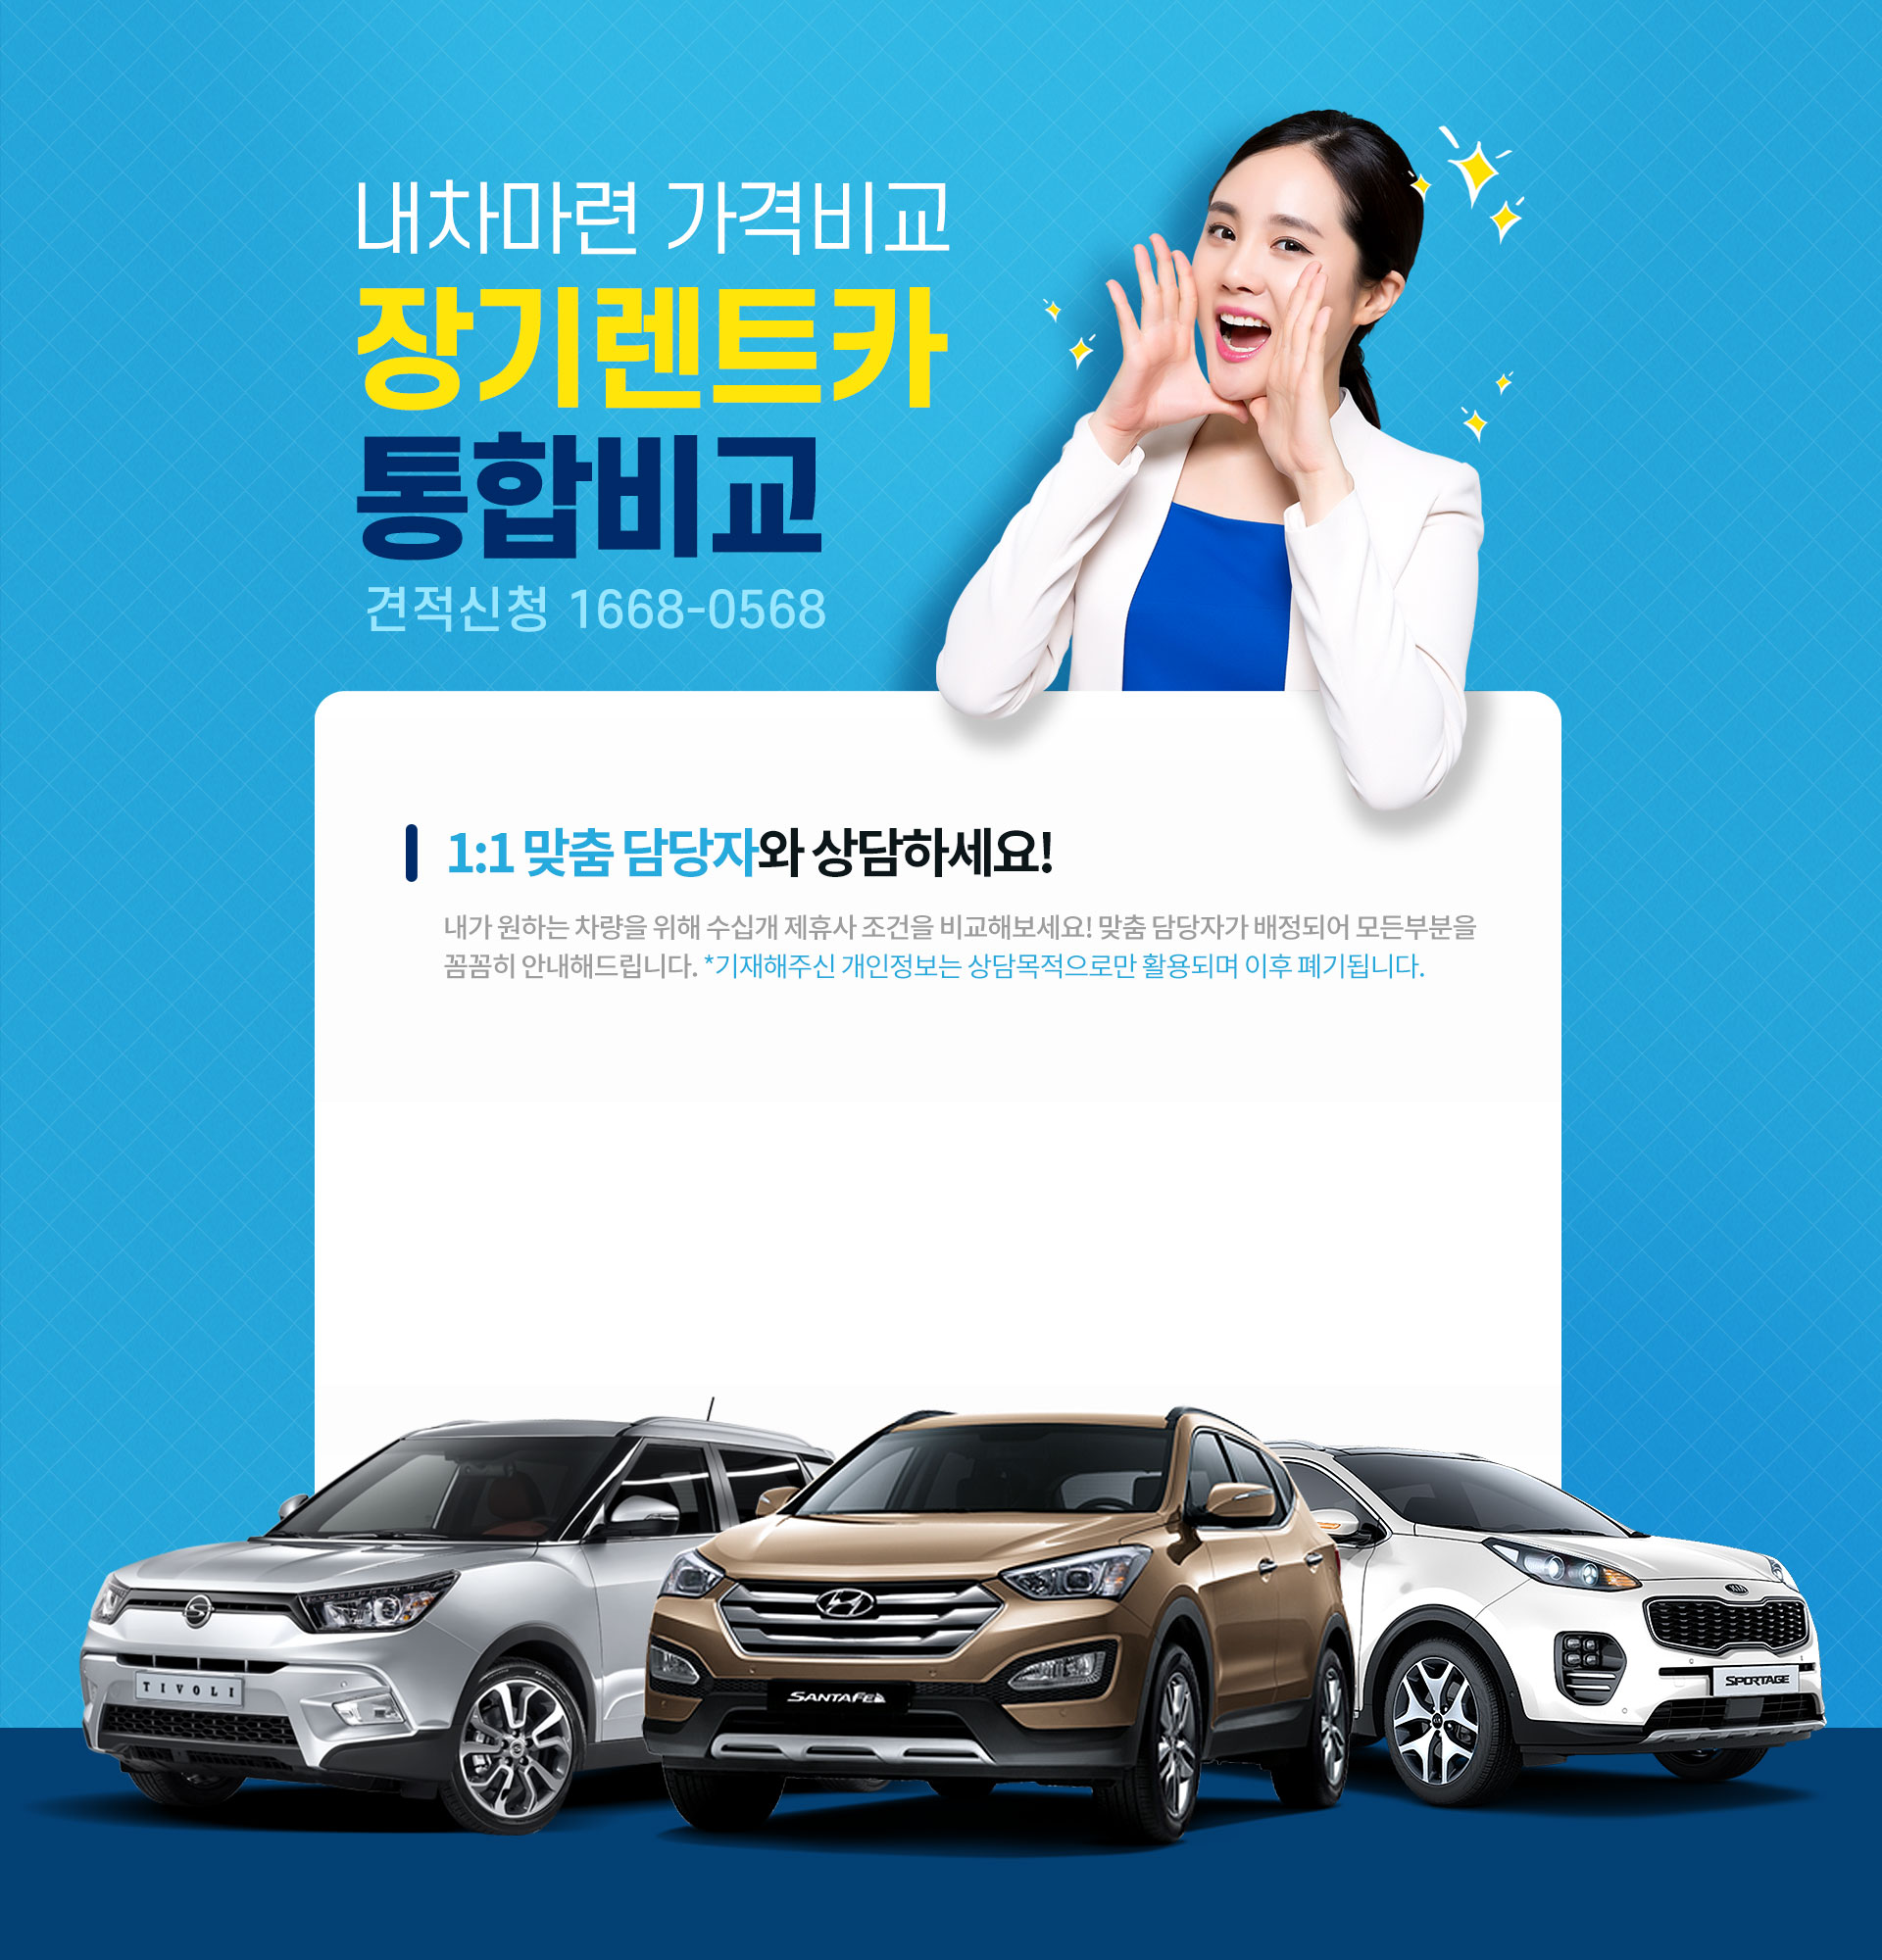 내차마련 가격비교
장기렌트카
통합비교
견적신청 1668-0568
1:1 맞춤 담당자와 상담하세요!
내가 원하는 차량을 위해 수십개 제휴사 조건을 비교해보세요! 맞춤 담당자가 배정되어 모든부분을
꼼꼼히 안내해드립니다. *기재해주신 개인정보는 상담목적으로만 활용되며 이후 폐기됩니다.
KIA
TIVOLI
SANTA FE
SPORTAGE